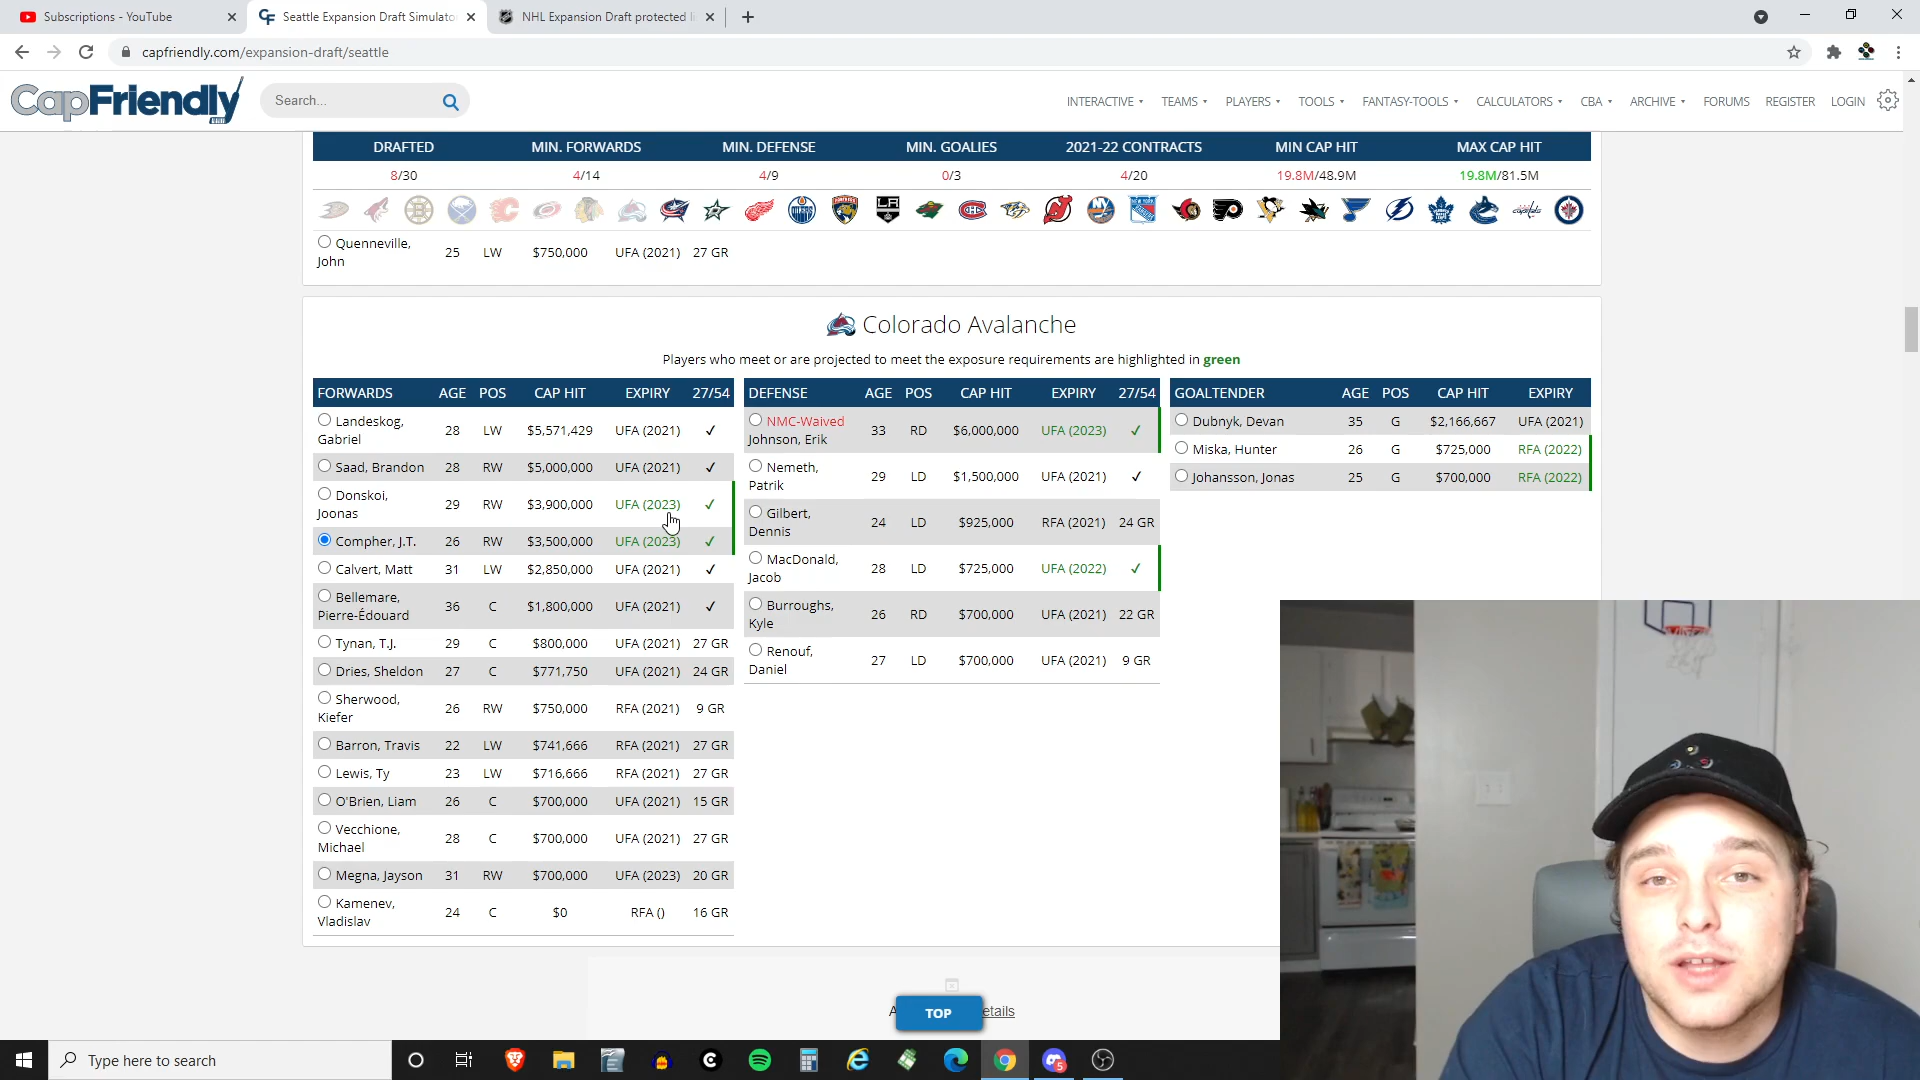 Subscriptions - YouTube
Seattle Expansion Draft Simulato
NHL Expansion Draft protected li
capfriendly.com/expansion-draft/seattle
CapFriendly
Search...
INTERACTIVE TEAMS PLAYERS TOOLS FANTASY-TOOLS CALCULATORS CBA ARCHIVE FORUMS REGISTER LOGIN
DRAFTED MIN. FORWARDS MIN. DEFENSE MIN. GOALIES 2021-22 CONTRACTS MIN CAP HIT MAX CAP HIT
8/30 4/14 4/9 0/3 4/20 19.8M/48.9M 19.8M/81.5M
Quenneville, John 25 LW $750,000 UFA (2021) 27 GR
Colorado Avalanche
Players who meet or are projected to meet the exposure requirements are highlighted in green
FORWARDS AGE POS CAP HIT EXPIRY 27/54
Landeskog, Gabriel 28 LW $5,571,429 UFA (2021) ✓
Saad, Brandon 28 RW $5,000,000 UFA (2021) ✓
Donskoi, Joonas 29 RW $3,900,000 UFA (2023) ✓
Compher, J.T. 26 RW $3,500,000 UFA (2023) ✓
Calvert, Matt 31 LW $2,850,000 UFA (2021) ✓
Bellemare, Pierre-Édouard 36 C $1,800,000 UFA (2021) ✓
Tynan, T.J. 29 C $800,000 UFA (2021) 27 GR
Dries, Sheldon 27 C $771,750 UFA (2021) 24 GR
Sherwood, Kiefer 26 RW $750,000 RFA (2021) 9 GR
Barron, Travis 22 LW $741,666 RFA (2021) 27 GR
Lewis, Ty 23 LW $716,666 RFA (2021) 27 GR
O'Brien, Liam 26 C $700,000 UFA (2021) 15 GR
Vecchione, Michael 28 C $700,000 UFA (2021) 27 GR
Megna, Jayson 31 RW $700,000 UFA (2023) 20 GR
Kamenev, Vladislav 24 C $0 RFA () 16 GR
DEFENSE AGE POS CAP HIT EXPIRY 27/54
NMC-Waived Johnson, Erik 33 RD $6,000,000 UFA (2023) ✓
Nemeth, Patrik 29 LD $1,500,000 UFA (2021) ✓
Gilbert, Dennis 24 LD $925,000 RFA (2021) 24 GR
MacDonald, Jacob 28 LD $725,000 UFA (2022) ✓
Burroughs, Kyle 26 RD $700,000 UFA (2021) 22 GR
Renouf, Daniel 27 LD $700,000 UFA (2021) 9 GR
GOALTENDER AGE POS CAP HIT EXPIRY
Dubnyk, Devan 35 G $2,166,667 UFA (2021)
Miska, Hunter 26 G $725,000 RFA (2022)
Johansson, Jonas 25 G $700,000 RFA (2022)
TOP
etails
Type here to search